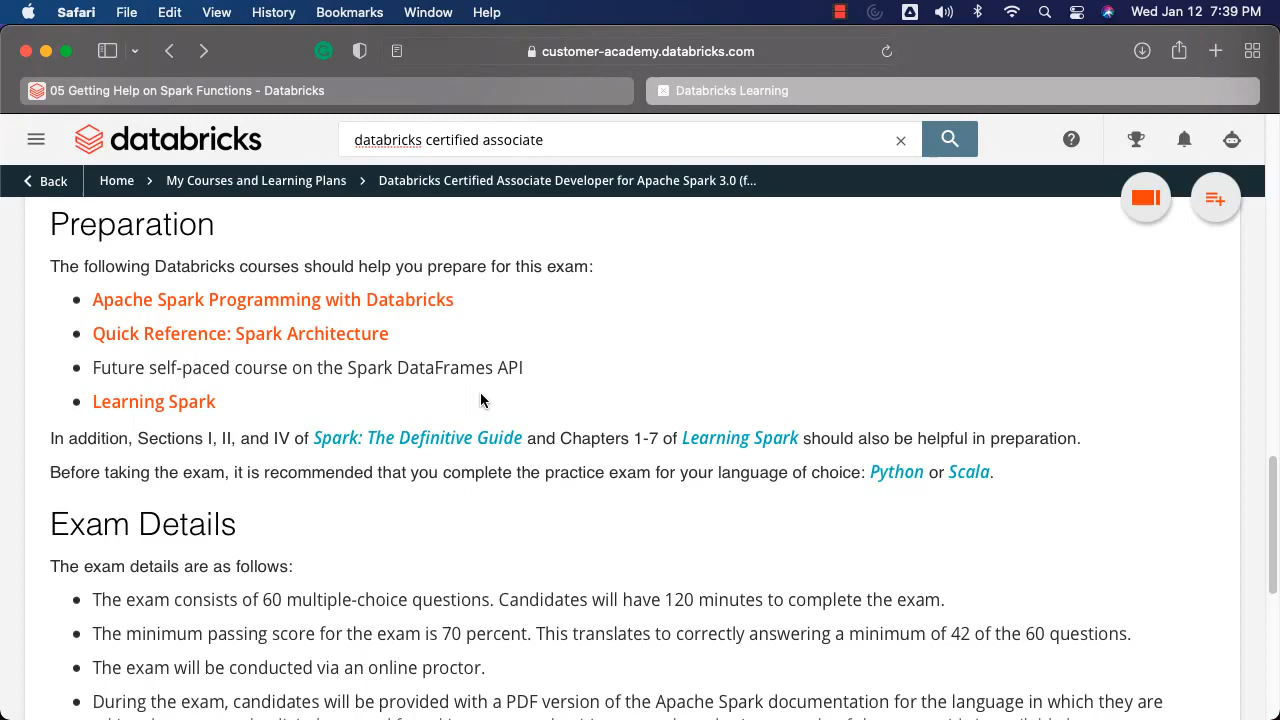 Safari File Edit View History Bookmarks Window Help Wed Jan 12 7:39 PM
customer-academy.databricks.com
05 Getting Help on Spark Functions - Databricks Databricks Learning
databricks databricks certified associate
Back Home My Courses and Learning Plans Databricks Certified Associate Developer for Apache Spark 3.0 (f...
Preparation
The following Databricks courses should help you prepare for this exam:
Apache Spark Programming with Databricks
Quick Reference: Spark Architecture
Future self-paced course on the Spark DataFrames API
Learning Spark
In addition, Sections I, II, and IV of Spark: The Definitive Guide and Chapters 1-7 of Learning Spark should also be helpful in preparation.
Before taking the exam, it is recommended that you complete the practice exam for your language of choice: Python or Scala.
Exam Details
The exam details are as follows:
The exam consists of 60 multiple-choice questions. Candidates will have 120 minutes to complete the exam.
The minimum passing score for the exam is 70 percent. This translates to correctly answering a minimum of 42 of the 60 questions.
The exam will be conducted via an online proctor.
During the exam, candidates will be provided with a PDF version of the Apache Spark documentation for the language in which they are